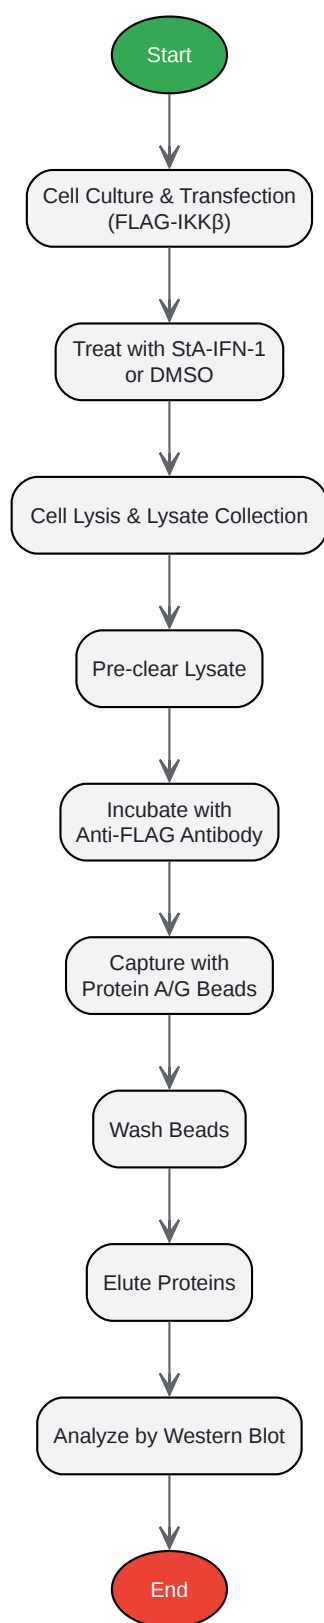 Start
Cell Culture & Transfection
(FLAG-IKKβ)
Treat with StA-IFN-1
or DMSO
Cell Lysis & Lysate Collection
Pre-clear Lysate
Incubate with
Anti-FLAG Antibody
Capture with
Protein A/G Beads
Wash Beads
Elute Proteins
Analyze by Western Blot
End